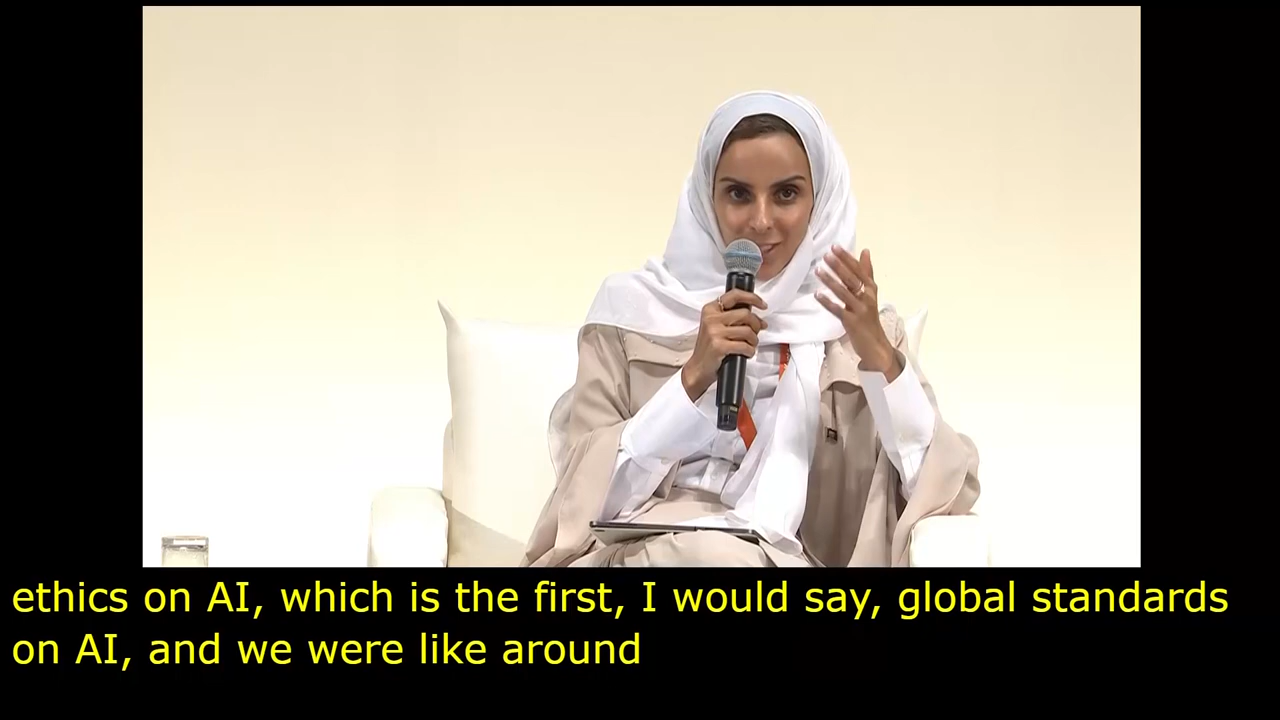 ethics on AI, which is the first, I would say, global standards
on AI, and we were like around